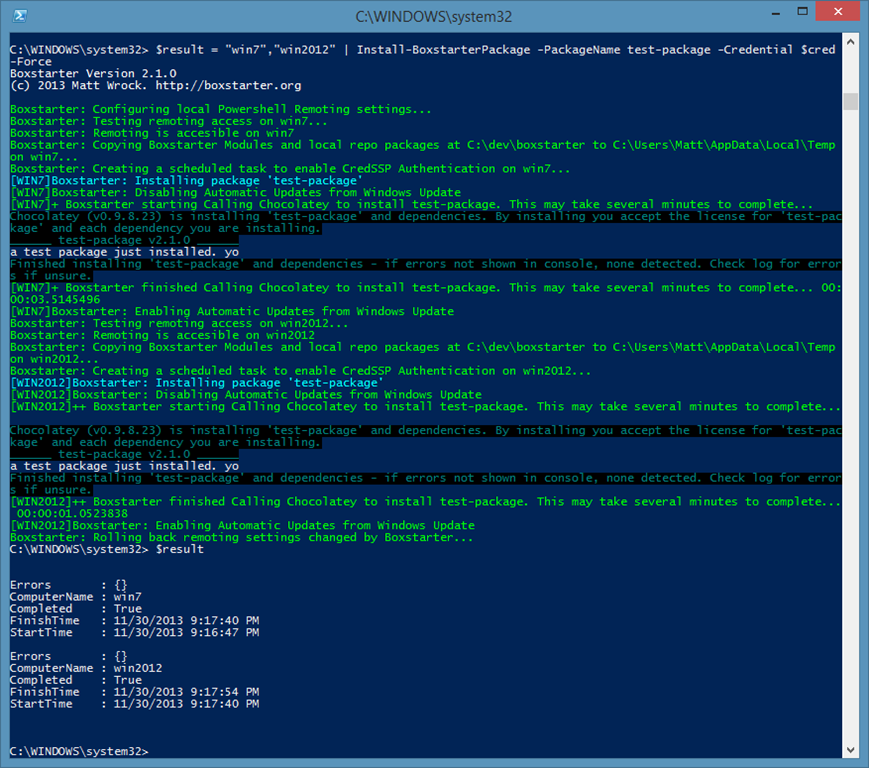 C:\WINDOWS\system32
C:\WINDOWS\system32> $result = "win7","win2012" | Install-BoxstarterPackage -PackageName test-package -Credential $cred
-Force
Boxstarter Version 2.1.0
(c) 2013 Matt Wrock. http://boxstarter.org
Boxstarter: Configuring local Powershell Remoting settings...
Boxstarter: Testing remoting access on win7...
Boxstarter: Remoting is accesible on win7
Boxstarter: Copying Boxstarter Modules and local repo packages at C:\dev\boxstarter to C:\Users\Matt\AppData\Local\Temp
on win7...
Boxstarter: Creating a scheduled task to enable CredSSP Authentication on win7...
[WIN7]Boxstarter: Installing package 'test-package'
[WIN7]Boxstarter: Disabling Automatic Updates from Windows Update
[WIN7]+ Boxstarter starting Calling Chocolatey to install test-package. This may take several minutes to complete...
Chocolatey (v0.9.8.23) is installing 'test-package' and dependencies. By installing you accept the license for 'test-pac
kage' and each dependency you are installing.
______ test-package v2.1.0 ______
a test package just installed. yo
Finished installing 'test-package' and dependencies - if errors not shown in console, none detected. Check log for error
s if unsure.
[WIN7]+ Boxstarter finished Calling Chocolatey to install test-package. This may take several minutes to complete... 00:
00:03.5145496
[WIN7]Boxstarter: Enabling Automatic Updates from Windows Update
Boxstarter: Testing remoting access on win2012...
Boxstarter: Remoting is accesible on win2012
Boxstarter: Copying Boxstarter Modules and local repo packages at C:\dev\boxstarter to C:\Users\Matt\AppData\Local\Temp
on win2012...
Boxstarter: Creating a scheduled task to enable CredSSP Authentication on win2012...
[WIN2012]Boxstarter: Installing package 'test-package'
[WIN2012]Boxstarter: Disabling Automatic Updates from Windows Update
[WIN2012]++ Boxstarter starting Calling Chocolatey to install test-package. This may take several minutes to complete...
Chocolatey (v0.9.8.23) is installing 'test-package' and dependencies. By installing you accept the license for 'test-pac
kage' and each dependency you are installing.
______ test-package v2.1.0 ______
a test package just installed. yo
Finished installing 'test-package' and dependencies - if errors not shown in console, none detected. Check log for error
s if unsure.
[WIN2012]++ Boxstarter finished Calling Chocolatey to install test-package. This may take several minutes to complete...
00:00:01.0523838
[WIN2012]Boxstarter: Enabling Automatic Updates from Windows Update
Boxstarter: Rolling back remoting settings changed by Boxstarter...
C:\WINDOWS\system32> $result
Errors       : {}
ComputerName : win7
Completed    : True
FinishTime   : 11/30/2013 9:17:40 PM
StartTime    : 11/30/2013 9:16:47 PM
Errors       : {}
ComputerName : win2012
Completed    : True
FinishTime   : 11/30/2013 9:17:54 PM
StartTime    : 11/30/2013 9:17:40 PM
C:\WINDOWS\system32>